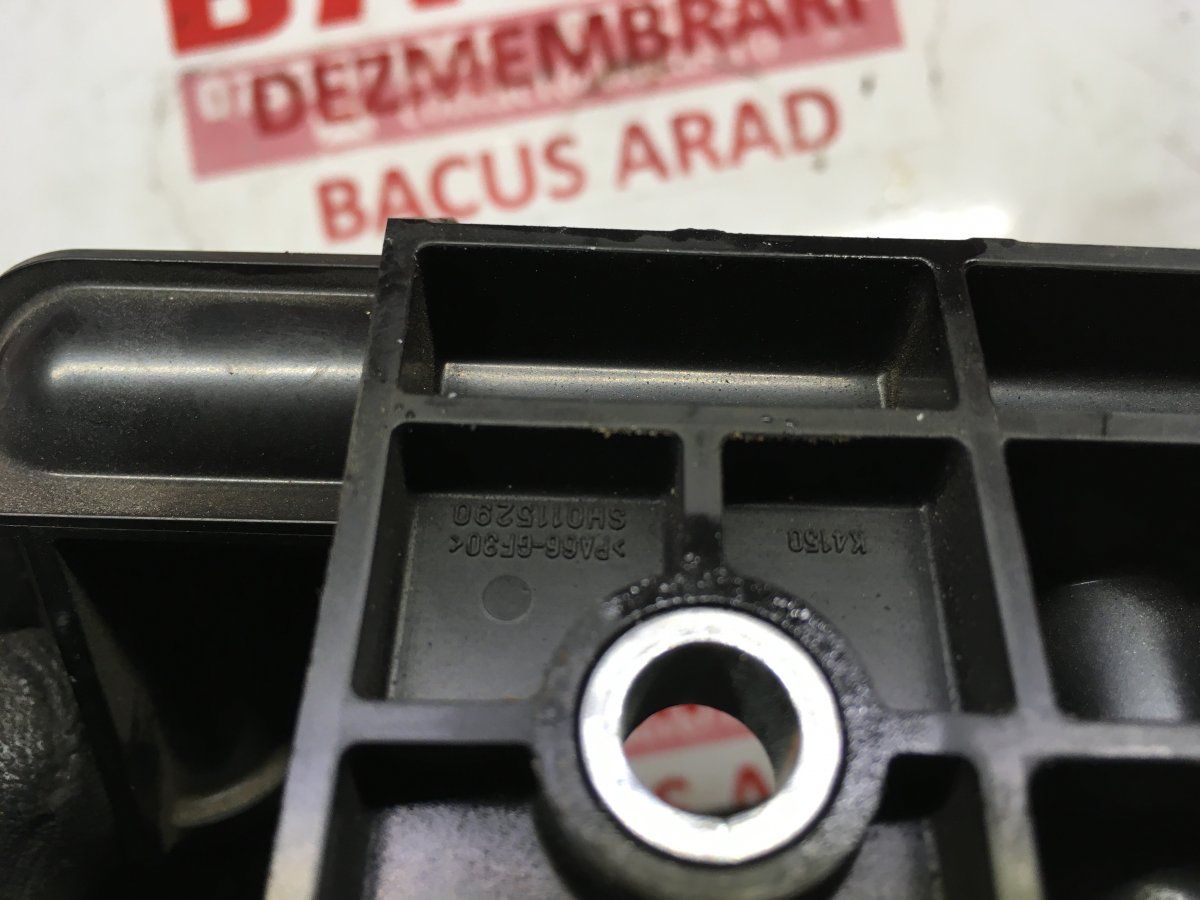 DEZMEMBRARI
BACUS ARAD
>PA66-GF30<
SH0115290
K4150